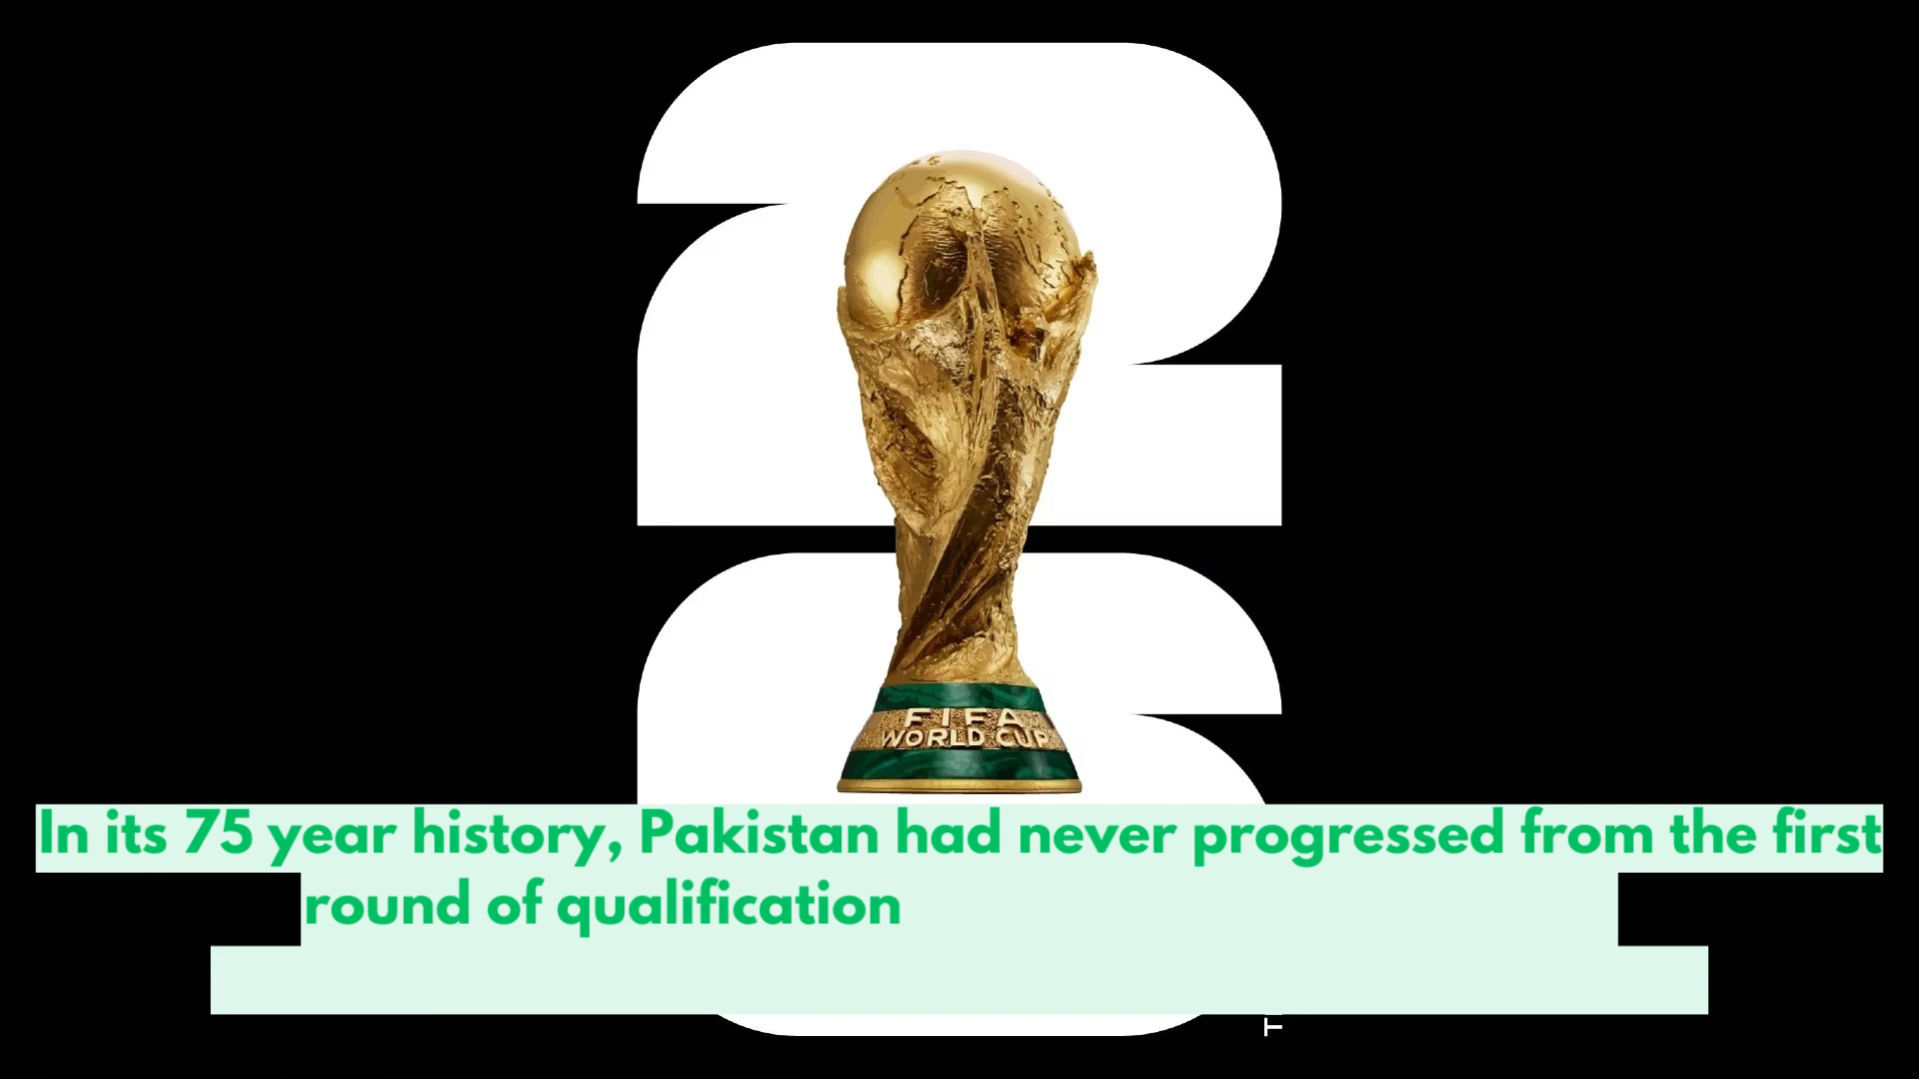 FIFA
WORLD CUP
In its 75 year history, Pakistan had never progressed from the first
round of qualification
T